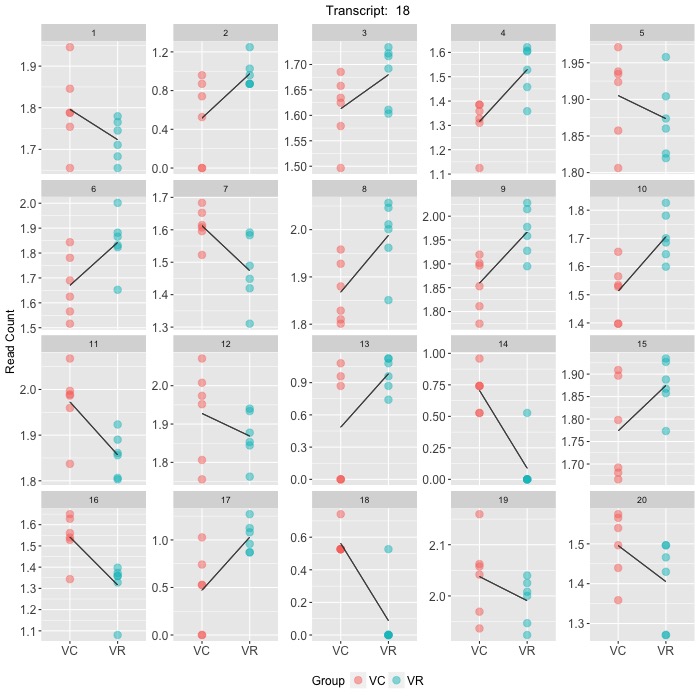 Transcript: 18
Read Count
1 2 3 4 5
1.9 1.8 1.7
1.2 0.8 0.4 0.0
1.70 1.65 1.60 1.55 1.50
1.6 1.5 1.4 1.3 1.2 1.1
1.95 1.90 1.85 1.80
6 7 8 9 10
2.0 1.9 1.8 1.7 1.6 1.5
1.7 1.6 1.5 1.4 1.3
2.0 1.9 1.8
2.00 1.95 1.90 1.85 1.80
1.8 1.7 1.6 1.5 1.4
11 12 13 14 15
2.0 1.9 1.8
2.0 1.9 1.8
0.9 0.6 0.3 0.0
1.00 0.75 0.50 0.25 0.00
1.90 1.85 1.80 1.75 1.70
16 17 18 19 20
1.6 1.5 1.4 1.3 1.2 1.1
1.0 0.5 0.0
0.6 0.4 0.2 0.0
2.1 2.0
1.5 1.4 1.3
VC VR VC VR VC VR VC VR VC VR
Group VC VR